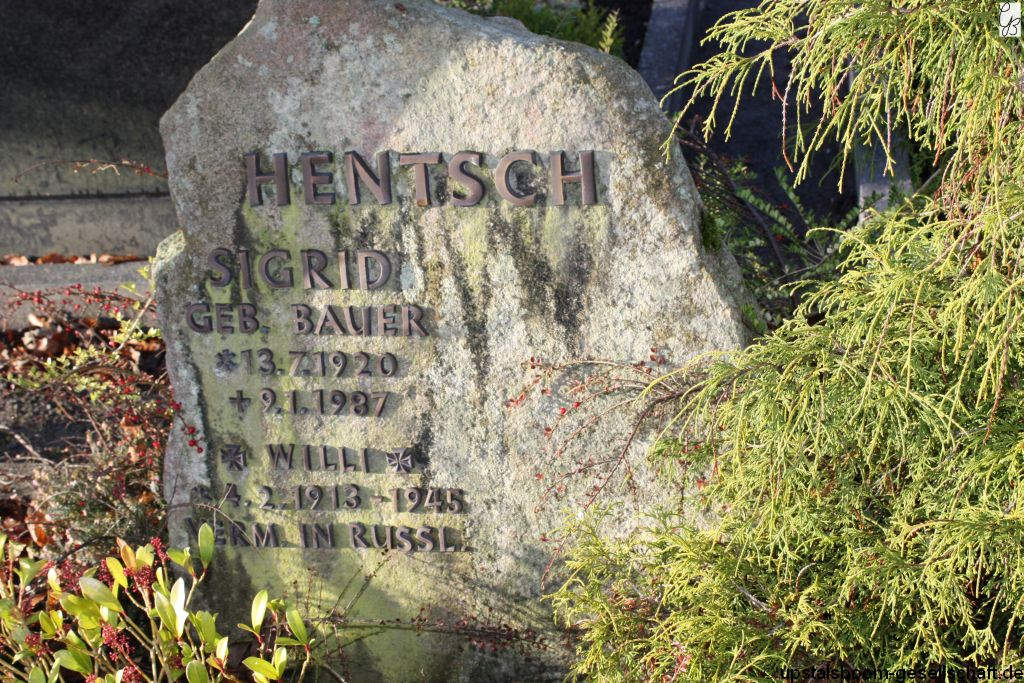 HENTSCH
SIGRID
GEB. BAUER
* 13.7.1920
+ 9.1.1987
WILLI
* 4.2.1913 - 1945
VERM. IN RUSSL.
upstalsboom-gesellschaft.de